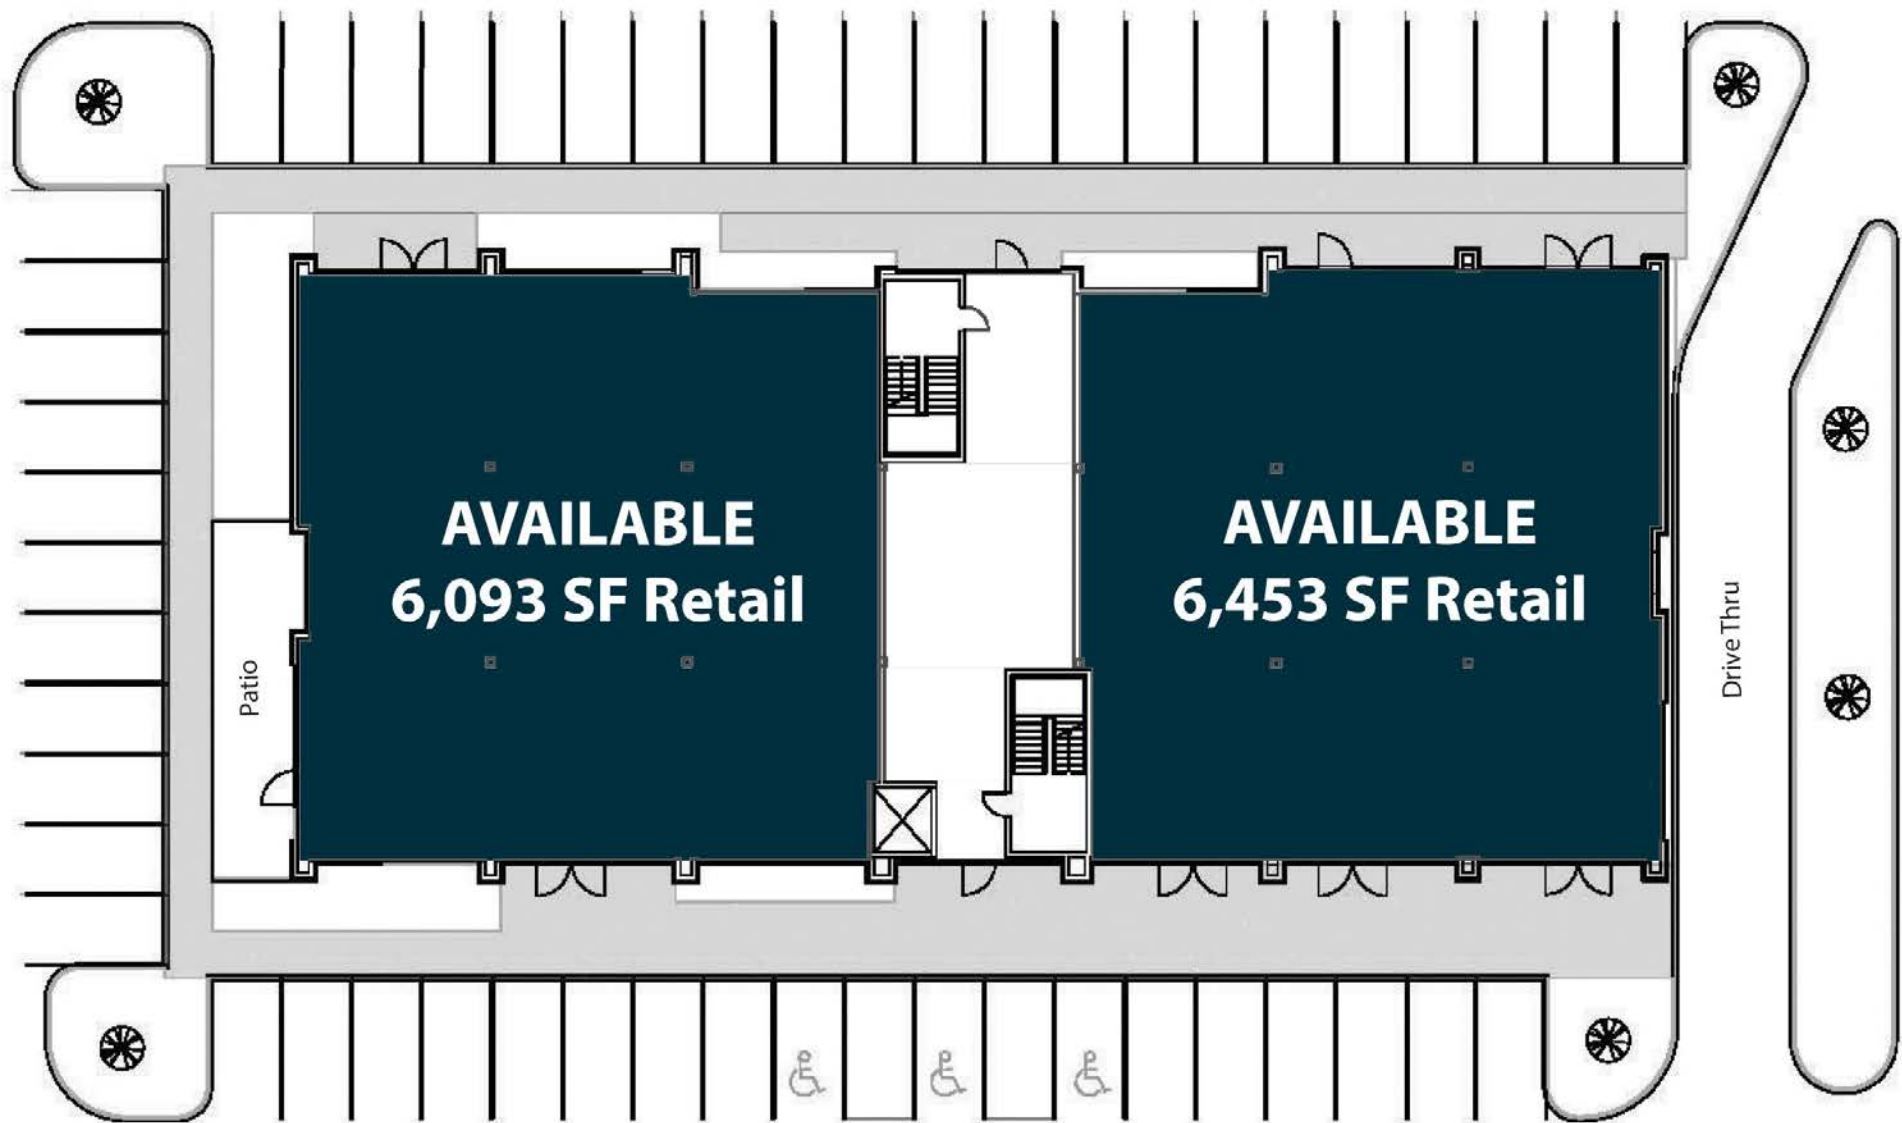 AVAILABLE
6,093 SF Retail
AVAILABLE
6,453 SF Retail
Patio
Drive Thru